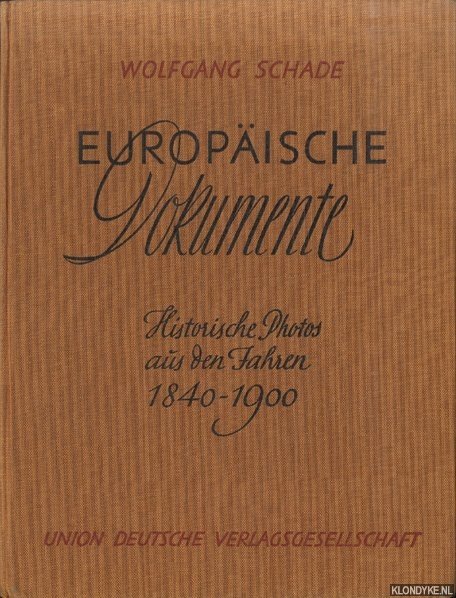 WOLFGANG SCHADE
EUROPÄISCHE
Dokumente
Historische Photos
aus den Jahren
1840-1900
UNION DEUTSCHE VERLAGSGESELLSCHAFT
KLONDYKE.NL